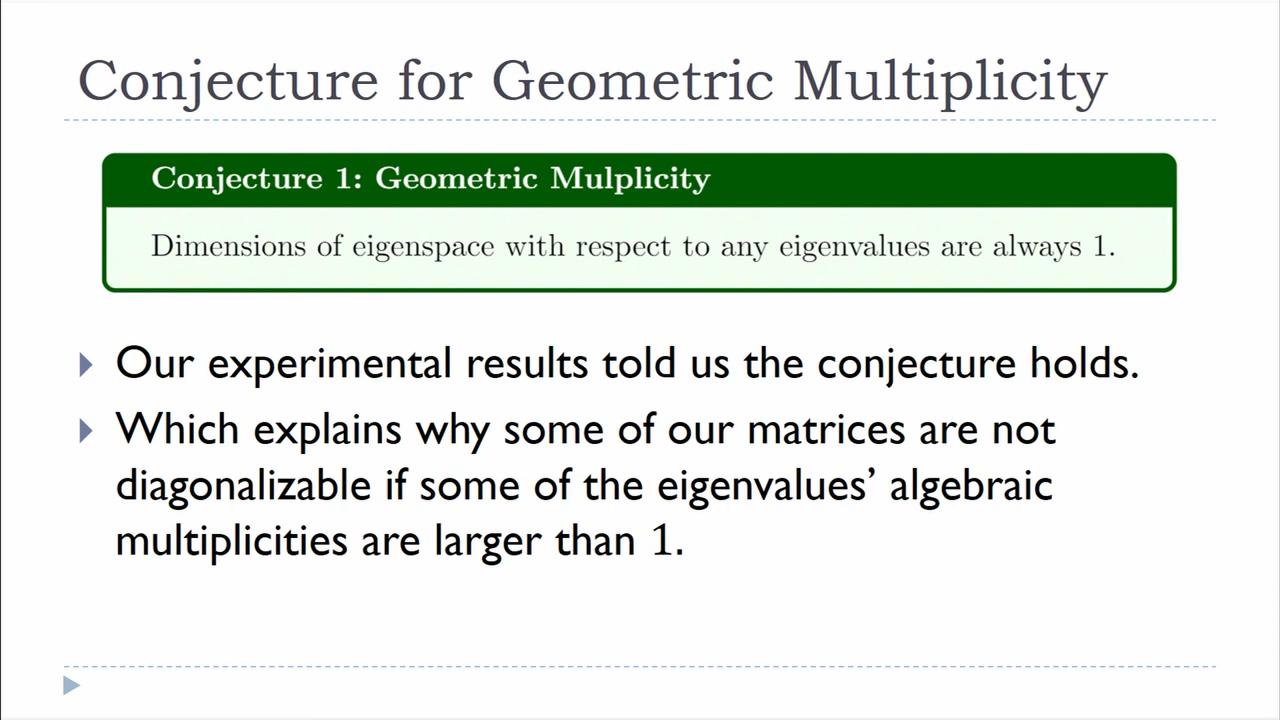 Conjecture for Geometric Multiplicity
Conjecture 1: Geometric Mulplicity
Dimensions of eigenspace with respect to any eigenvalues are always 1.
Our experimental results told us the conjecture holds.
Which explains why some of our matrices are not
diagonalizable if some of the eigenvalues’ algebraic
multiplicities are larger than 1.